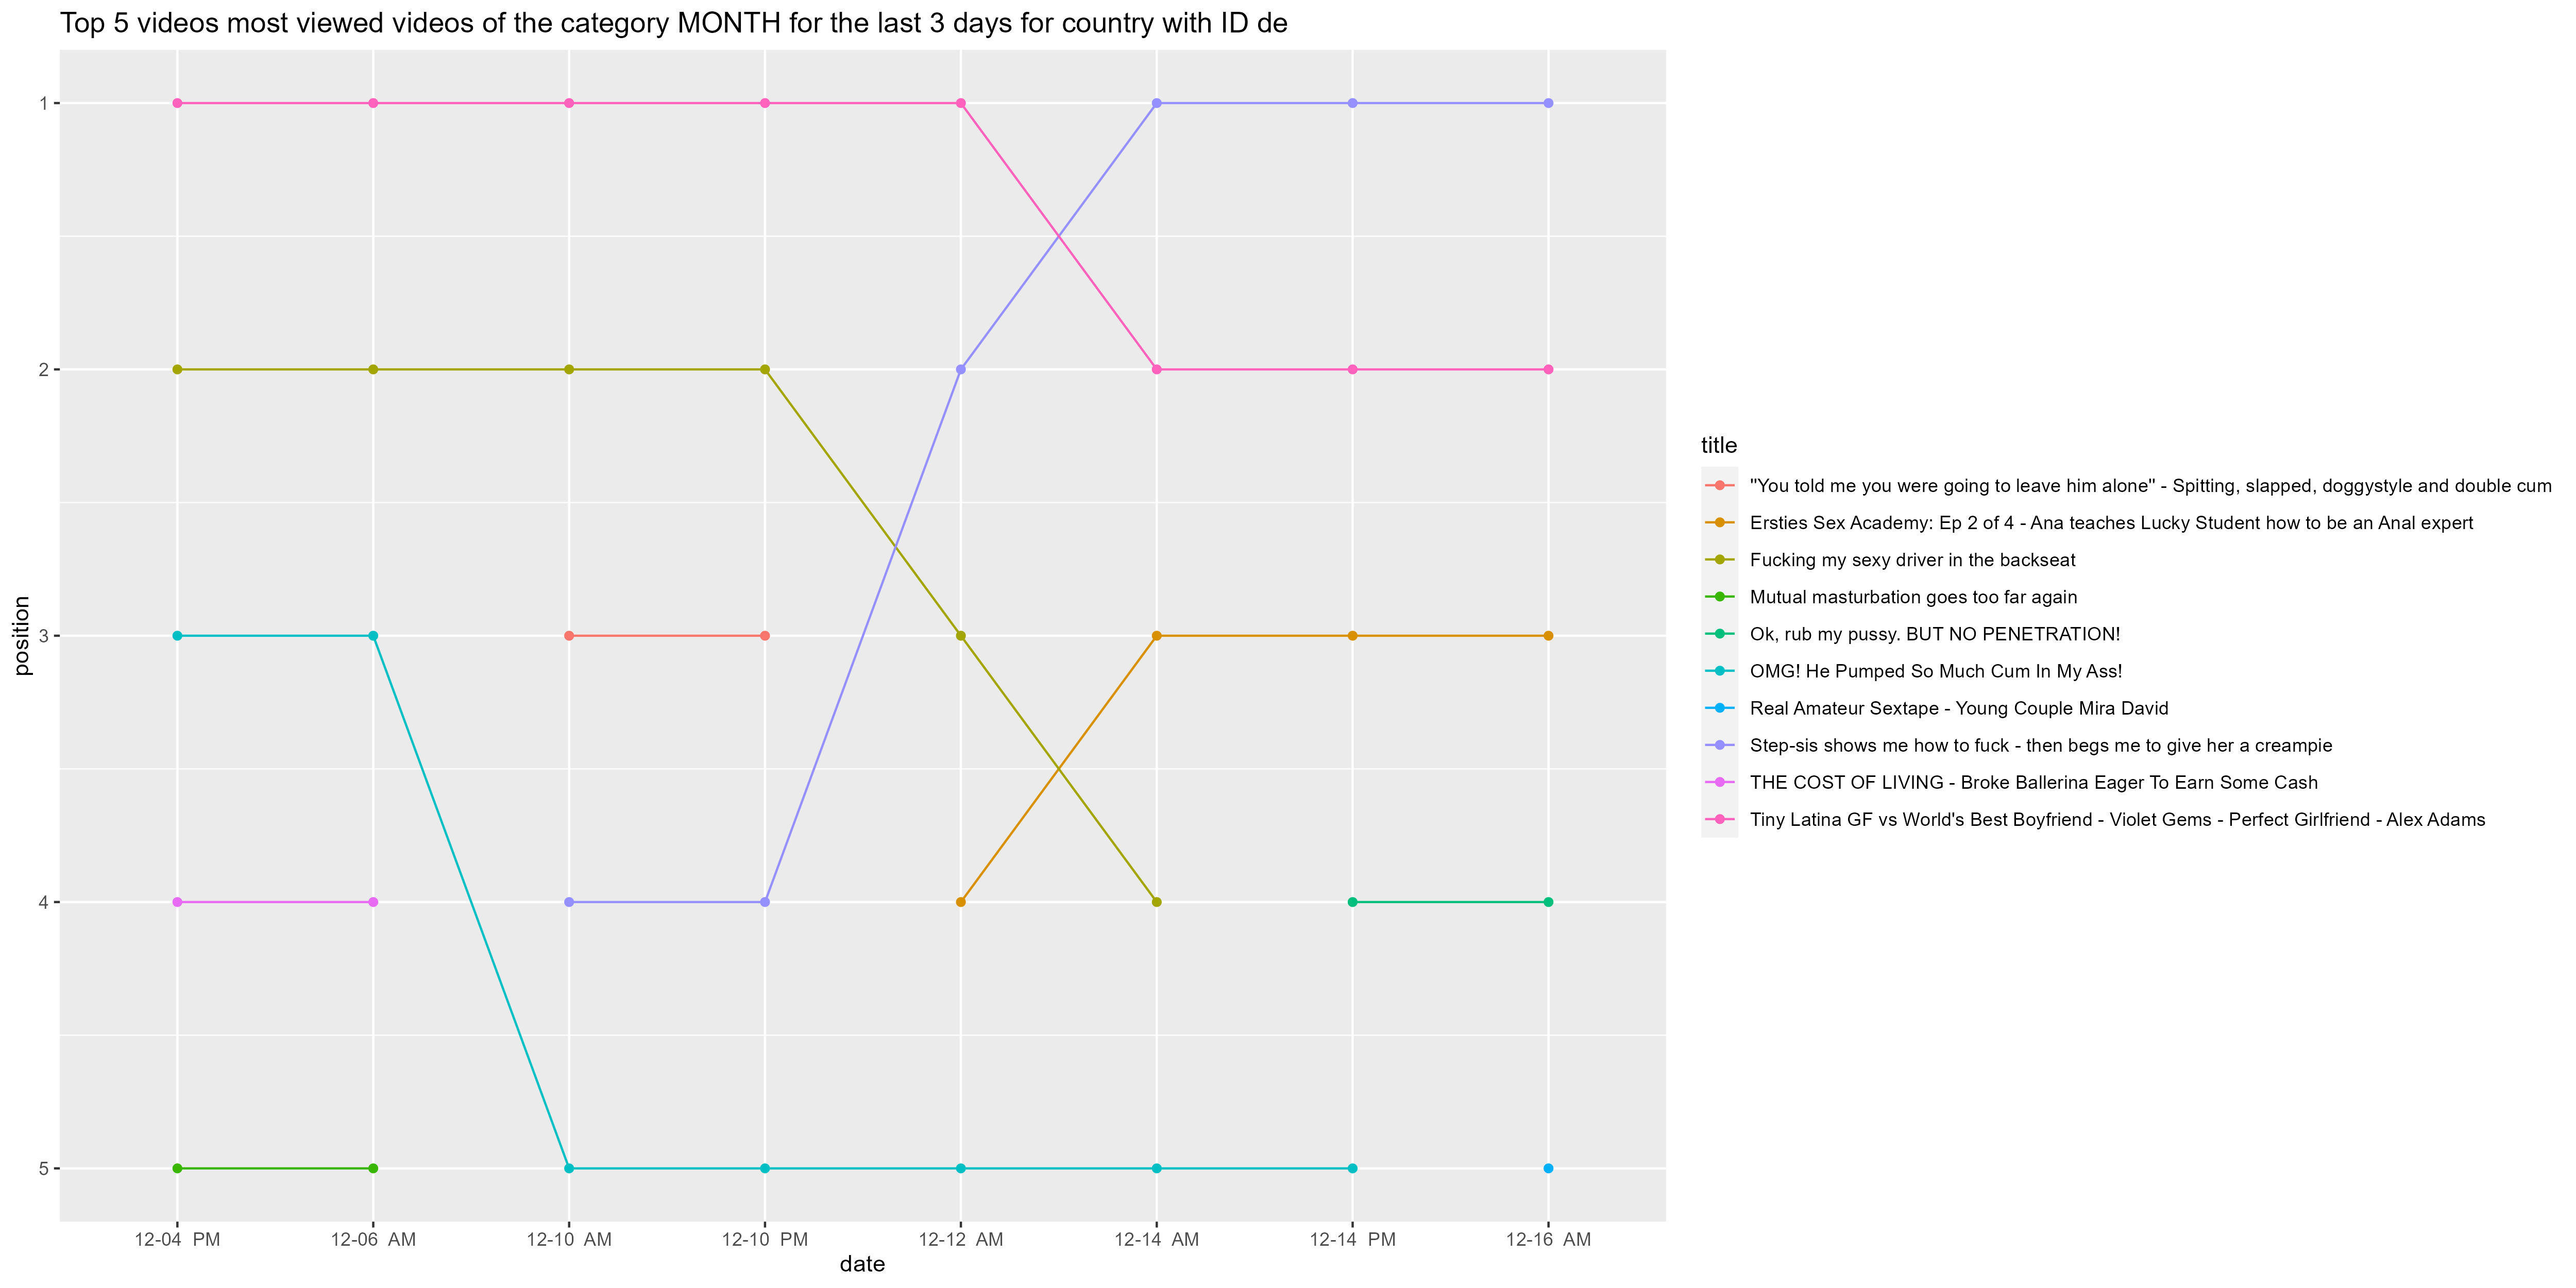 Top 5 videos most viewed videos of the category MONTH for the last 3 days for country with ID de
position
1
2
3
4
5
12-04 PM
12-06 AM
12-10 AM
12-10 PM
12-12 AM
12-14 AM
12-14 PM
12-16 AM
date
title
"You told me you were going to leave him alone" - Spitting, slapped, doggystyle and double cum
Ersties Sex Academy: Ep 2 of 4 - Ana teaches Lucky Student how to be an Anal expert
Fucking my sexy driver in the backseat
Mutual masturbation goes too far again
Ok, rub my pussy. BUT NO PENETRATION!
OMG! He Pumped So Much Cum In My Ass!
Real Amateur Sextape - Young Couple Mira David
Step-sis shows me how to fuck - then begs me to give her a creampie
THE COST OF LIVING - Broke Ballerina Eager To Earn Some Cash
Tiny Latina GF vs World's Best Boyfriend - Violet Gems - Perfect Girlfriend - Alex Adams